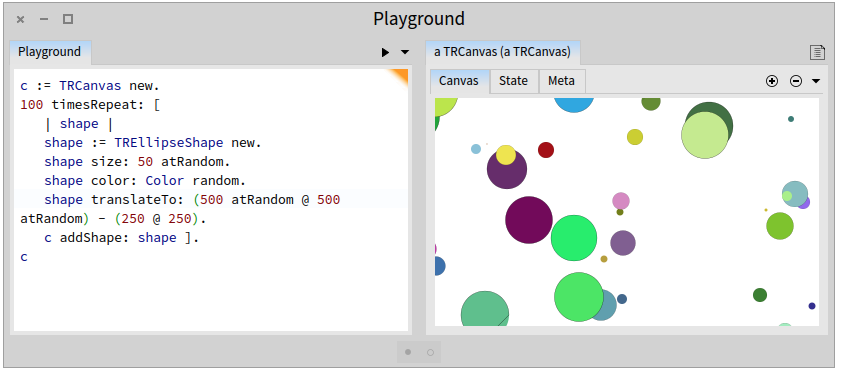 Playground
Playground
c := TRCanvas new.
100 timesRepeat: [
| shape |
shape := TREllipseShape new.
shape size: 50 atRandom.
shape color: Color random.
shape translateTo: (500 atRandom @ 500
atRandom) - (250 @ 250).
c addShape: shape ].
c
a TRCanvas (a TRCanvas)
Canvas State Meta